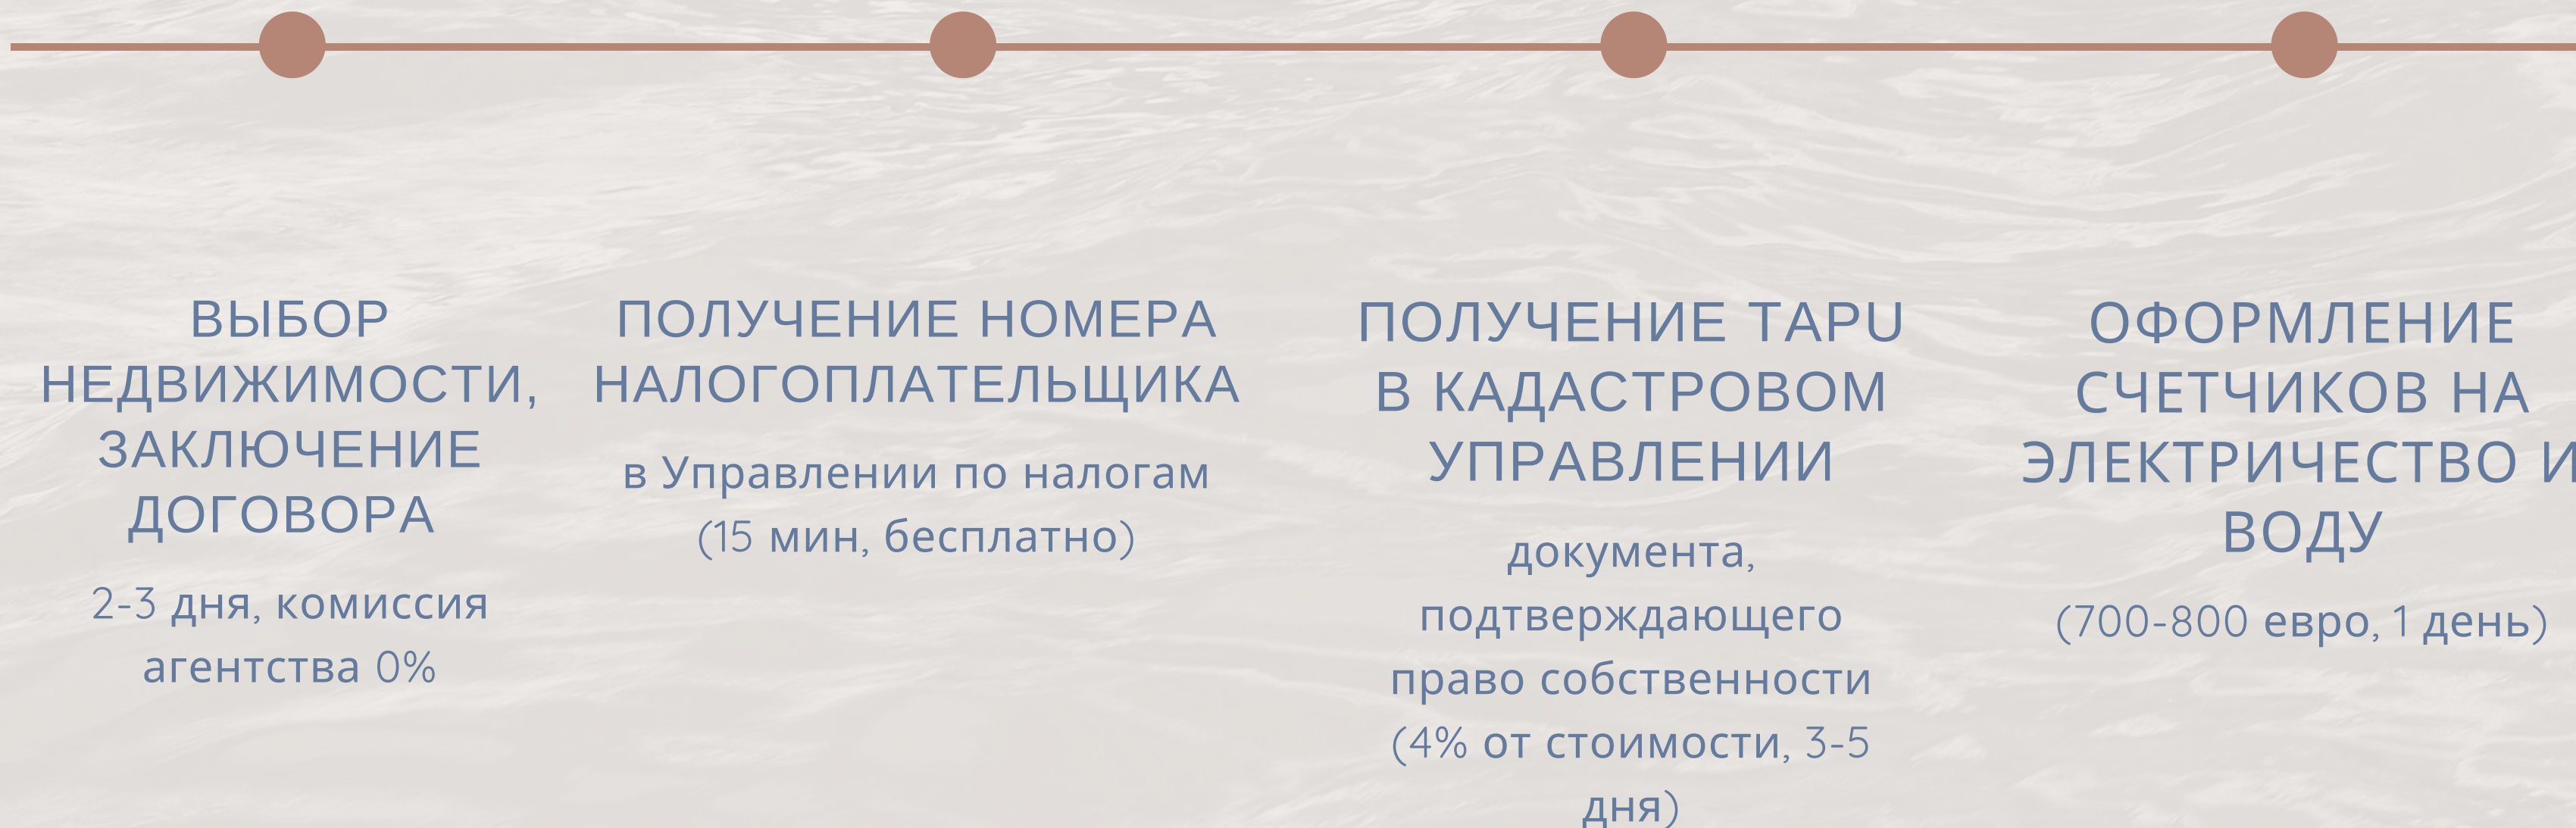 ВЫБОР
НЕДВИЖИМОСТИ,
ЗАКЛЮЧЕНИЕ
ДОГОВОРА
2-3 дня, комиссия
агентства 0%
ПОЛУЧЕНИЕ НОМЕРА
НАЛОГОПЛАТЕЛЬЩИКА
в Управлении по налогам
(15 мин, бесплатно)
ПОЛУЧЕНИЕ TAPU
В КАДАСТРОВОМ
УПРАВЛЕНИИ
документа,
подтверждающего
право собственности
(4% от стоимости, 3-5
дня)
ОФОРМЛЕНИЕ
СЧЕТЧИКОВ НА
ЭЛЕКТРИЧЕСТВО И
ВОДУ
(700-800 евро, 1 день)